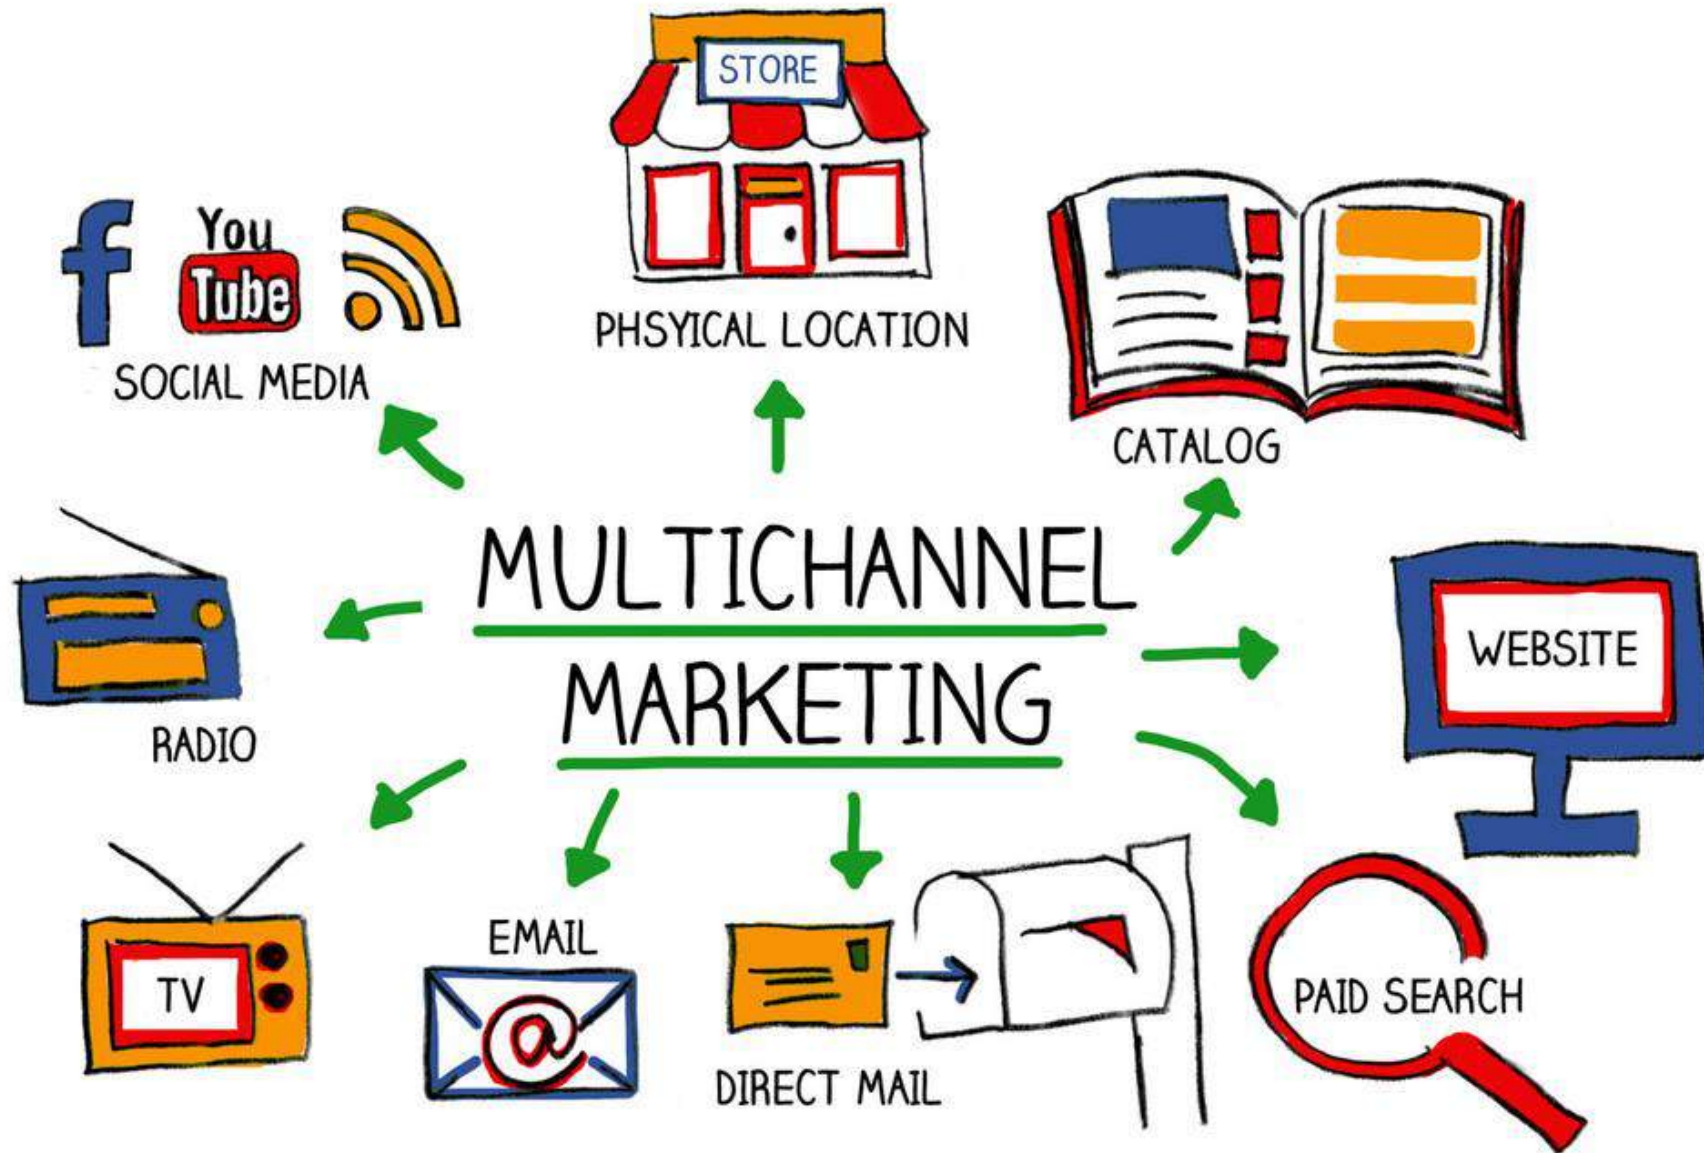 STORE
PHSYICAL LOCATION
f
You
Tube
SOCIAL MEDIA
CATALOG
MULTICHANNEL
MARKETING
RADIO
WEBSITE
TV
EMAIL
@
DIRECT MAIL
PAID SEARCH